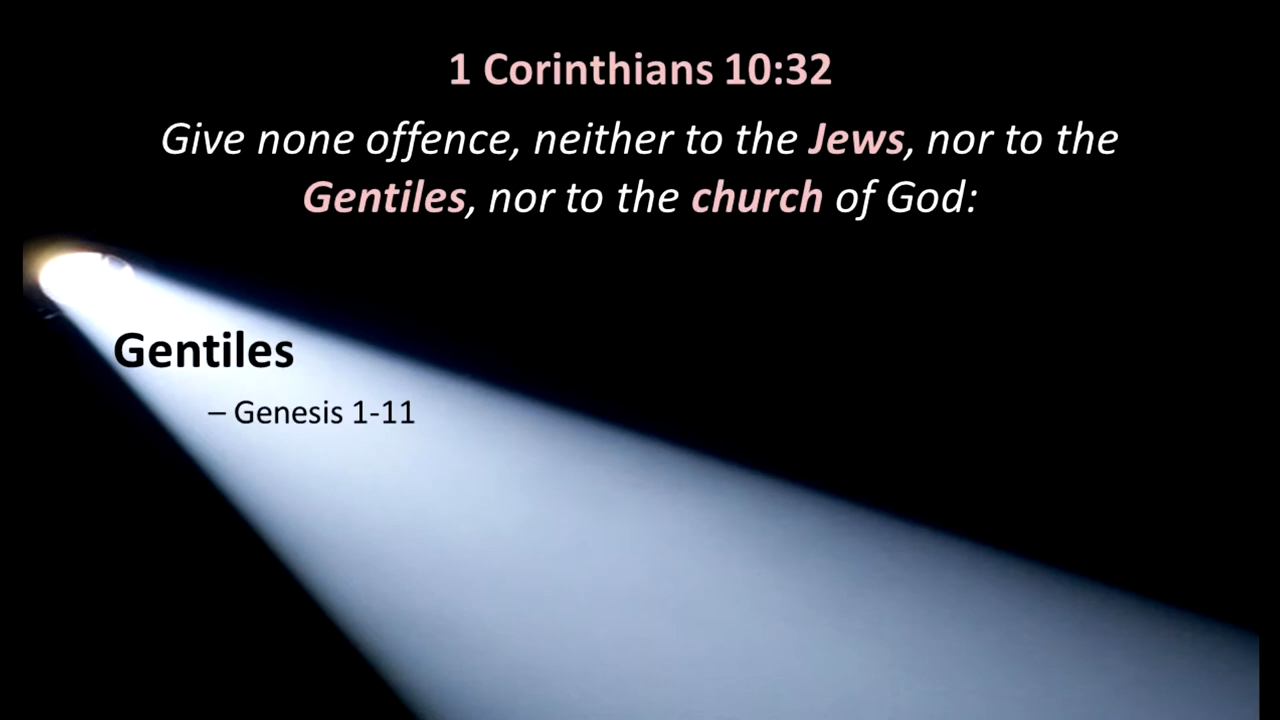 1 Corinthians 10:32
Give none offence, neither to the Jews, nor to the
Gentiles, nor to the church of God:
Gentiles
– Genesis 1-11